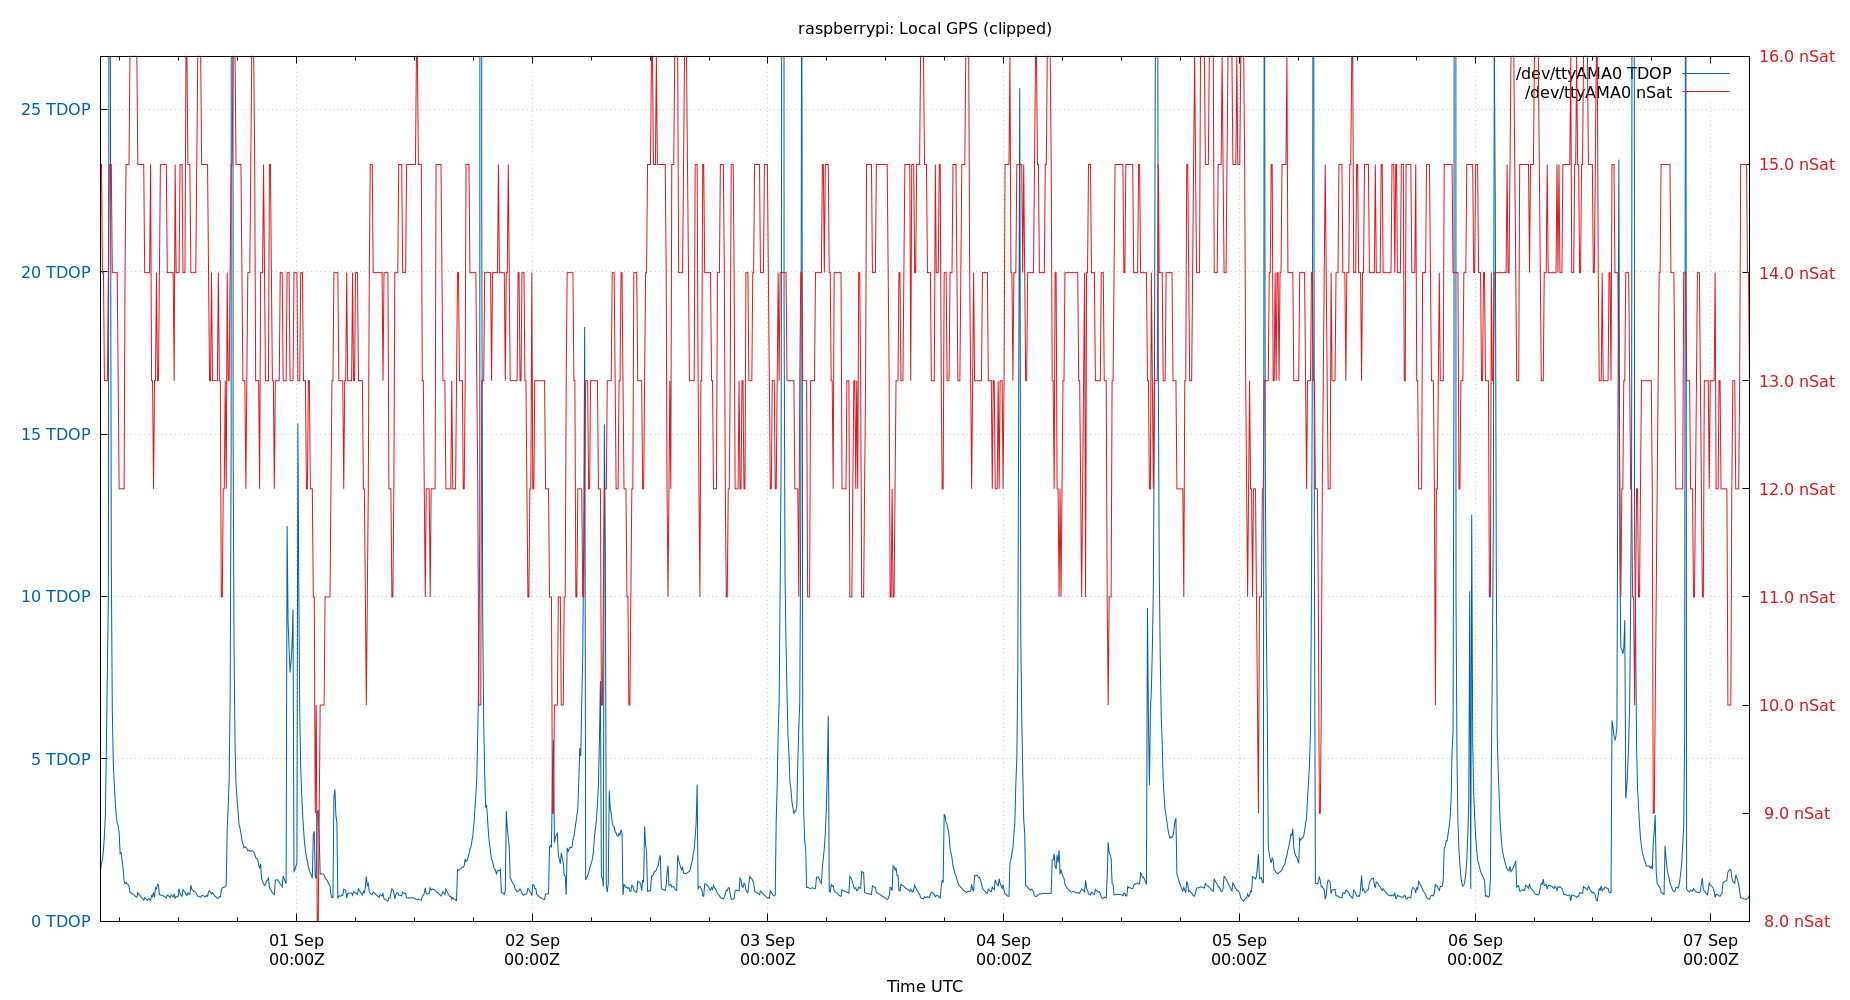 raspberrypi: Local GPS (clipped)
/dev/ttyAMA0 TDOP
/dev/ttyAMA0 nSat
25 TDOP
20 TDOP
15 TDOP
10 TDOP
5 TDOP
0 TDOP
16.0 nSat
15.0 nSat
14.0 nSat
13.0 nSat
12.0 nSat
11.0 nSat
10.0 nSat
9.0 nSat
8.0 nSat
01 Sep
00:00Z
02 Sep
00:00Z
03 Sep
00:00Z
04 Sep
00:00Z
05 Sep
00:00Z
06 Sep
00:00Z
07 Sep
00:00Z
Time UTC